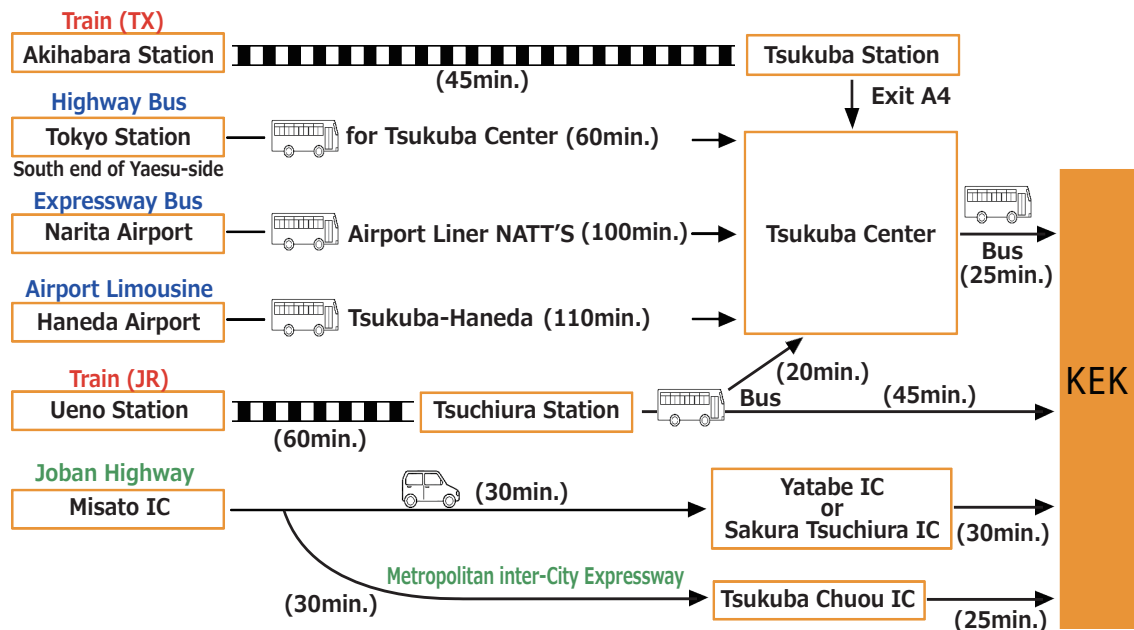 Train (TX)
Akihabara Station
(45min.)
Tsukuba Station
Exit A4
Highway Bus
Tokyo Station
South end of Yaesu-side
for Tsukuba Center (60min.)
Expressway Bus
Narita Airport
Airport Liner NATT'S (100min.)
Airport Limousine
Haneda Airport
Tsukuba-Haneda (110min.)
Tsukuba Center
Bus
(25min.)
Train (JR)
Ueno Station
(60min.)
Tsuchiura Station
Bus
(20min.)
(45min.)
KEK
Joban Highway
Misato IC
(30min.)
Yatabe IC
or
Sakura Tsuchiura IC
(30min.)
Metropolitan inter-City Expressway
(30min.)
Tsukuba Chuou IC
(25min.)